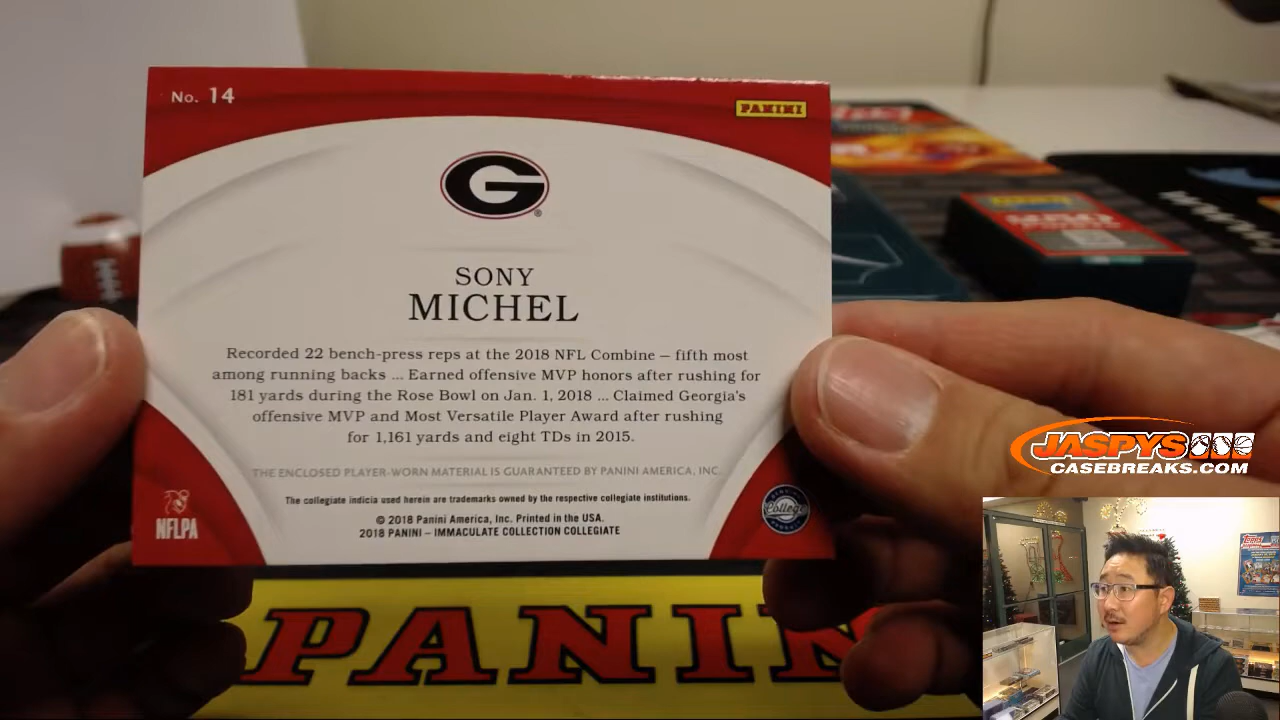 No. 14
PANINI
G
SONY
MICHEL
Recorded 22 bench-press reps at the 2018 NFL Combine — fifth most
among running backs ... Earned offensive MVP honors after rushing for
181 yards during the Rose Bowl on Jan. 1, 2018 ... Claimed Georgia's
offensive MVP and Most Versatile Player Award after rushing
for 1,161 yards and eight TDs in 2015.
THE ENCLOSED PLAYER-WORN MATERIAL IS GUARANTEED BY PANINI AMERICA, INC.
The collegiate indicia used herein are trademarks owned by the respective collegiate institutions.
© 2018 Panini America, Inc. Printed in the USA.
2018 PANINI – IMMACULATE COLLECTION COLLEGIATE
NFLPA
College
PANINI
JASPYS
CASEBREAKS.COM
TOPPS